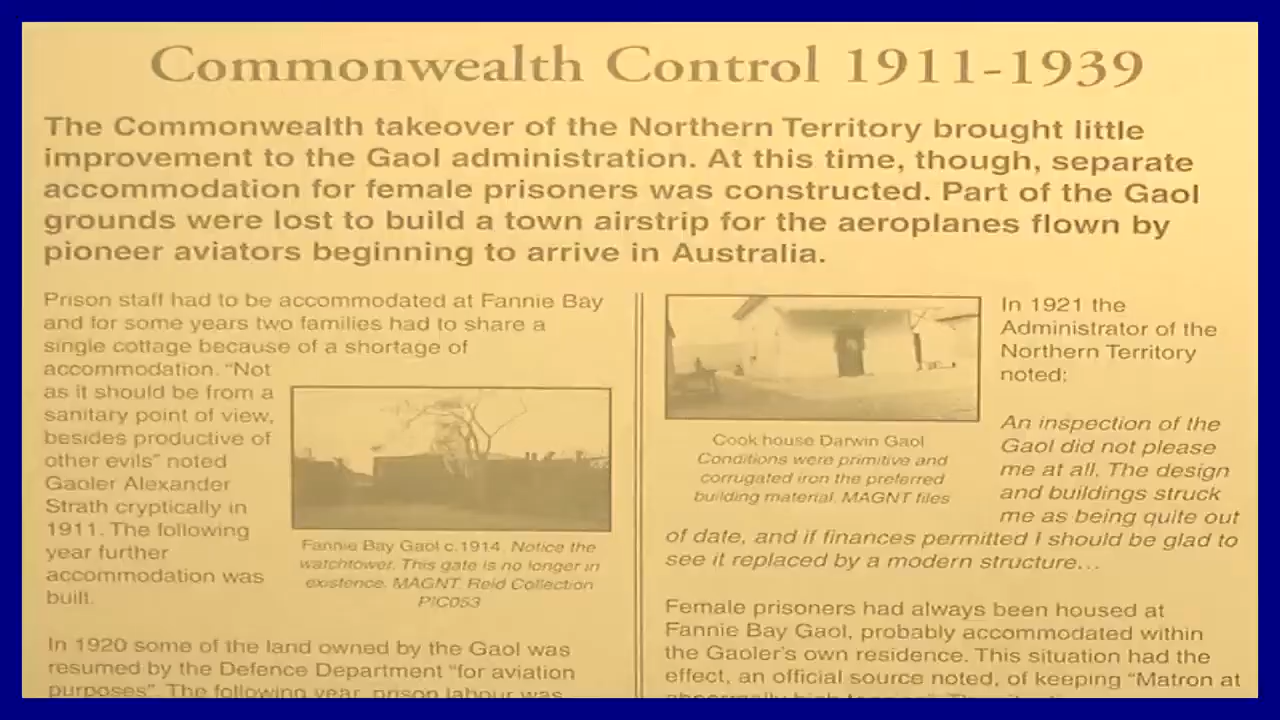 Commonwealth Control 1911-1939
The Commonwealth takeover of the Northern Territory brought little
improvement to the Gaol administration. At this time, though, separate
accommodation for female prisoners was constructed. Part of the Gaol
grounds were lost to build a town airstrip for the aeroplanes flown by
pioneer aviators beginning to arrive in Australia.
Prison staff had to be accommodated at Fannie Bay
and for some years two families had to share a
single cottage because of a shortage of
accommodation. “Not
as it should be from a
sanitary point of view,
besides productive of
other evils” noted
Gaoler Alexander
Strath cryptically in
1911. The following
year further
accommodation was
built.
Fannie Bay Gaol c.1914. Notice the
watchtower. This gate is no longer in
existence. MAGNT. Reid Collection
PIC053
In 1920 some of the land owned by the Gaol was
resumed by the Defence Department “for aviation
purposes”. The following year, prison labour was
Cook house Darwin Gaol
Conditions were primitive and
corrugated iron the preferred
building material. MAGNT files
In 1921 the
Administrator of the
Northern Territory
noted:
An inspection of the
Gaol did not please
me at all. The design
and buildings struck
me as being quite out
of date, and if finances permitted I should be glad to
see it replaced by a modern structure...
Female prisoners had always been housed at
Fannie Bay Gaol, probably accommodated within
the Gaoler's own residence. This situation had the
effect, an official source noted, of keeping “Matron at
abnormally high